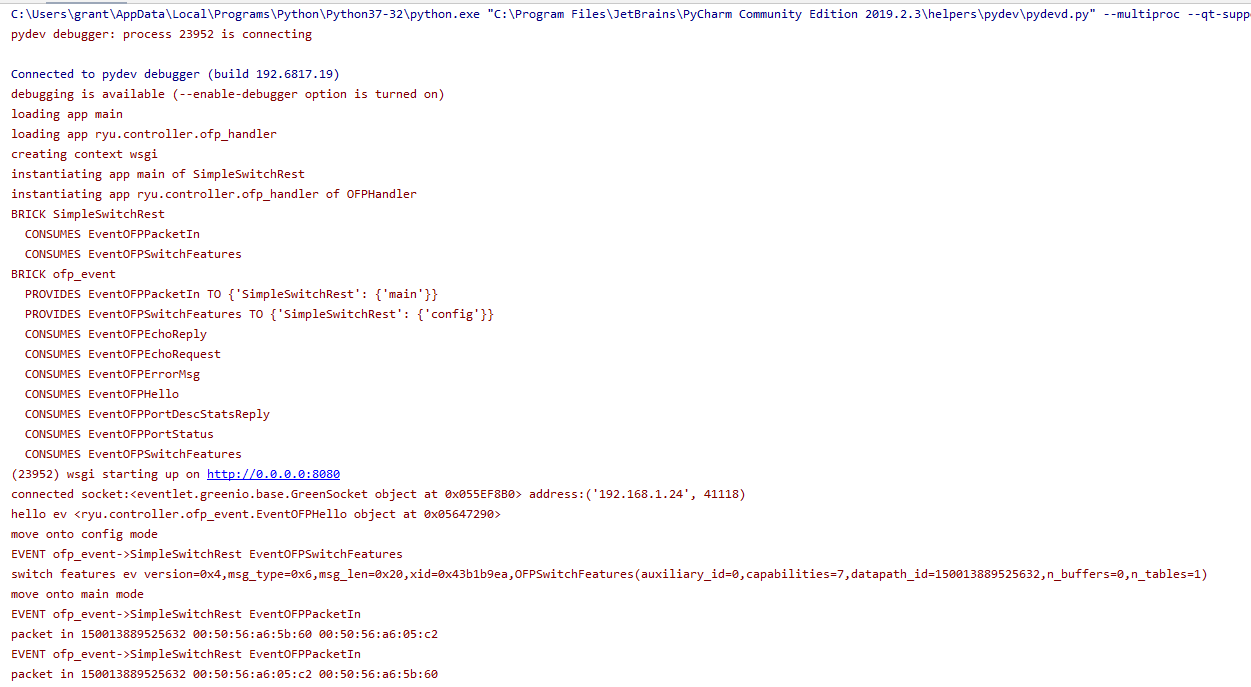 C:\Users\grant\AppData\Local\Programs\Python\Python37-32\python.exe "C:\Program Files\JetBrains\PyCharm Community Edition 2019.2.3\helpers\pydev\pydevd.py" --multiproc --qt-supp
pydev debugger: process 23952 is connecting
Connected to pydev debugger (build 192.6817.19)
debugging is available (--enable-debugger option is turned on)
loading app main
loading app ryu.controller.ofp_handler
creating context wsgi
instantiating app main of SimpleSwitchRest
instantiating app ryu.controller.ofp_handler of OFPHandler
BRICK SimpleSwitchRest
  CONSUMES EventOFPPacketIn
  CONSUMES EventOFPSwitchFeatures
BRICK ofp_event
  PROVIDES EventOFPPacketIn TO {'SimpleSwitchRest': {'main'}}
  PROVIDES EventOFPSwitchFeatures TO {'SimpleSwitchRest': {'config'}}
  CONSUMES EventOFPEchoReply
  CONSUMES EventOFPEchoRequest
  CONSUMES EventOFPErrorMsg
  CONSUMES EventOFPHello
  CONSUMES EventOFPPortDescStatsReply
  CONSUMES EventOFPPortStatus
  CONSUMES EventOFPSwitchFeatures
(23952) wsgi starting up on http://0.0.0.0:8080
connected socket:<eventlet.greenio.base.GreenSocket object at 0x055EF8B0> address:('192.168.1.24', 41118)
hello ev <ryu.controller.ofp_event.EventOFPHello object at 0x05647290>
move onto config mode
EVENT ofp_event->SimpleSwitchRest EventOFPSwitchFeatures
switch features ev version=0x4,msg_type=0x6,msg_len=0x20,xid=0x43b1b9ea,OFPSwitchFeatures(auxiliary_id=0,capabilities=7,datapath_id=150013889525632,n_buffers=0,n_tables=1)
move onto main mode
EVENT ofp_event->SimpleSwitchRest EventOFPPacketIn
packet in 150013889525632 00:50:56:a6:5b:60 00:50:56:a6:05:c2
EVENT ofp_event->SimpleSwitchRest EventOFPPacketIn
packet in 150013889525632 00:50:56:a6:05:c2 00:50:56:a6:5b:60